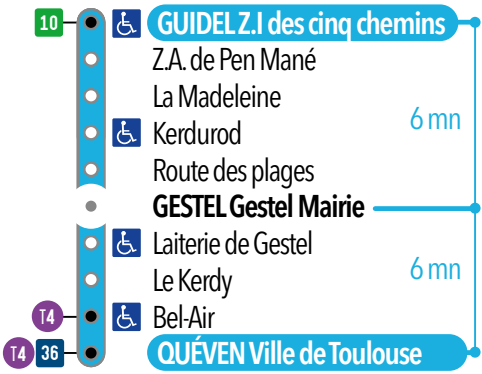 10 GUIDEL Z.I des cinq chemins
Z.A. de Pen Mané
La Madeleine
6 mn
Kerdurod
Route des plages
GESTEL Gestel Mairie
Laiterie de Gestel
6 mn
Le Kerdy
T4 Bel-Air
T4 36 QUÉVEN Ville de Toulouse